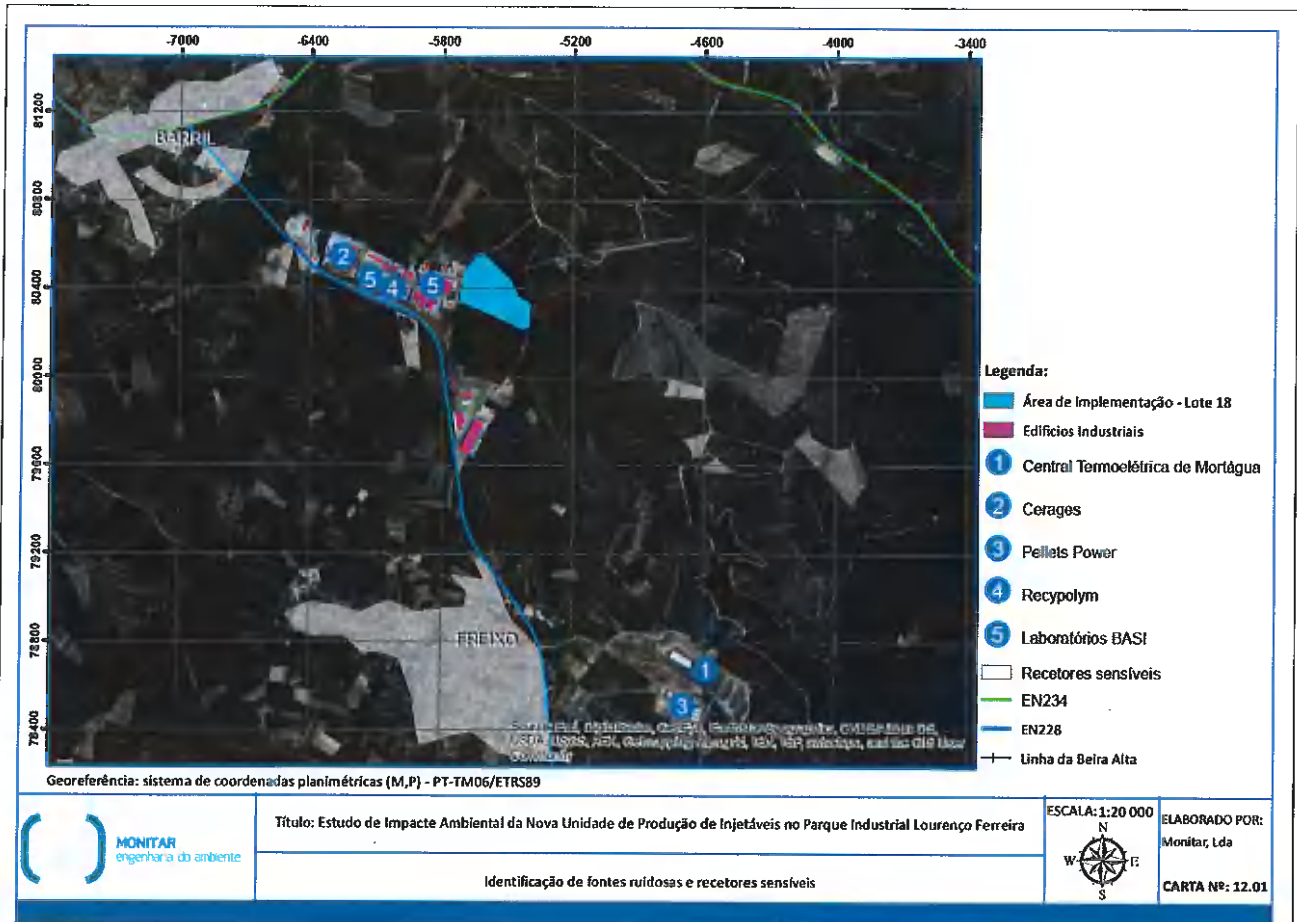 -7000 -6400 -5800 -5200 -4600 -4000 -3400
81200
80800
80400
80000
79600
79200
78800
78400
BARRIL
2
5
4
5
FREIXO
1
3
Legenda:
Área de Implementação - Lote 18
Edifícios Industriais
1 Central Termoelétrica de Mortágua
2 Cerages
3 Pellets Power
4 Recypolym
5 Laboratórios BASI
Recetores sensíveis
EN234
EN228
Linha da Beira Alta
Georeferência: sistema de coordenadas planimétricas (M,P) - PT-TM06/ETRS89
MONITAR
engenharia do ambiente
Título: Estudo de Impacte Ambiental da Nova Unidade de Produção de Injetáveis no Parque Industrial Lourenço Ferreira
Identificação de fontes ruidosas e recetores sensíveis
ESCALA: 1:20 000
N
W E
S
ELABORADO POR:
Monitar, Lda
CARTA Nº: 12.01